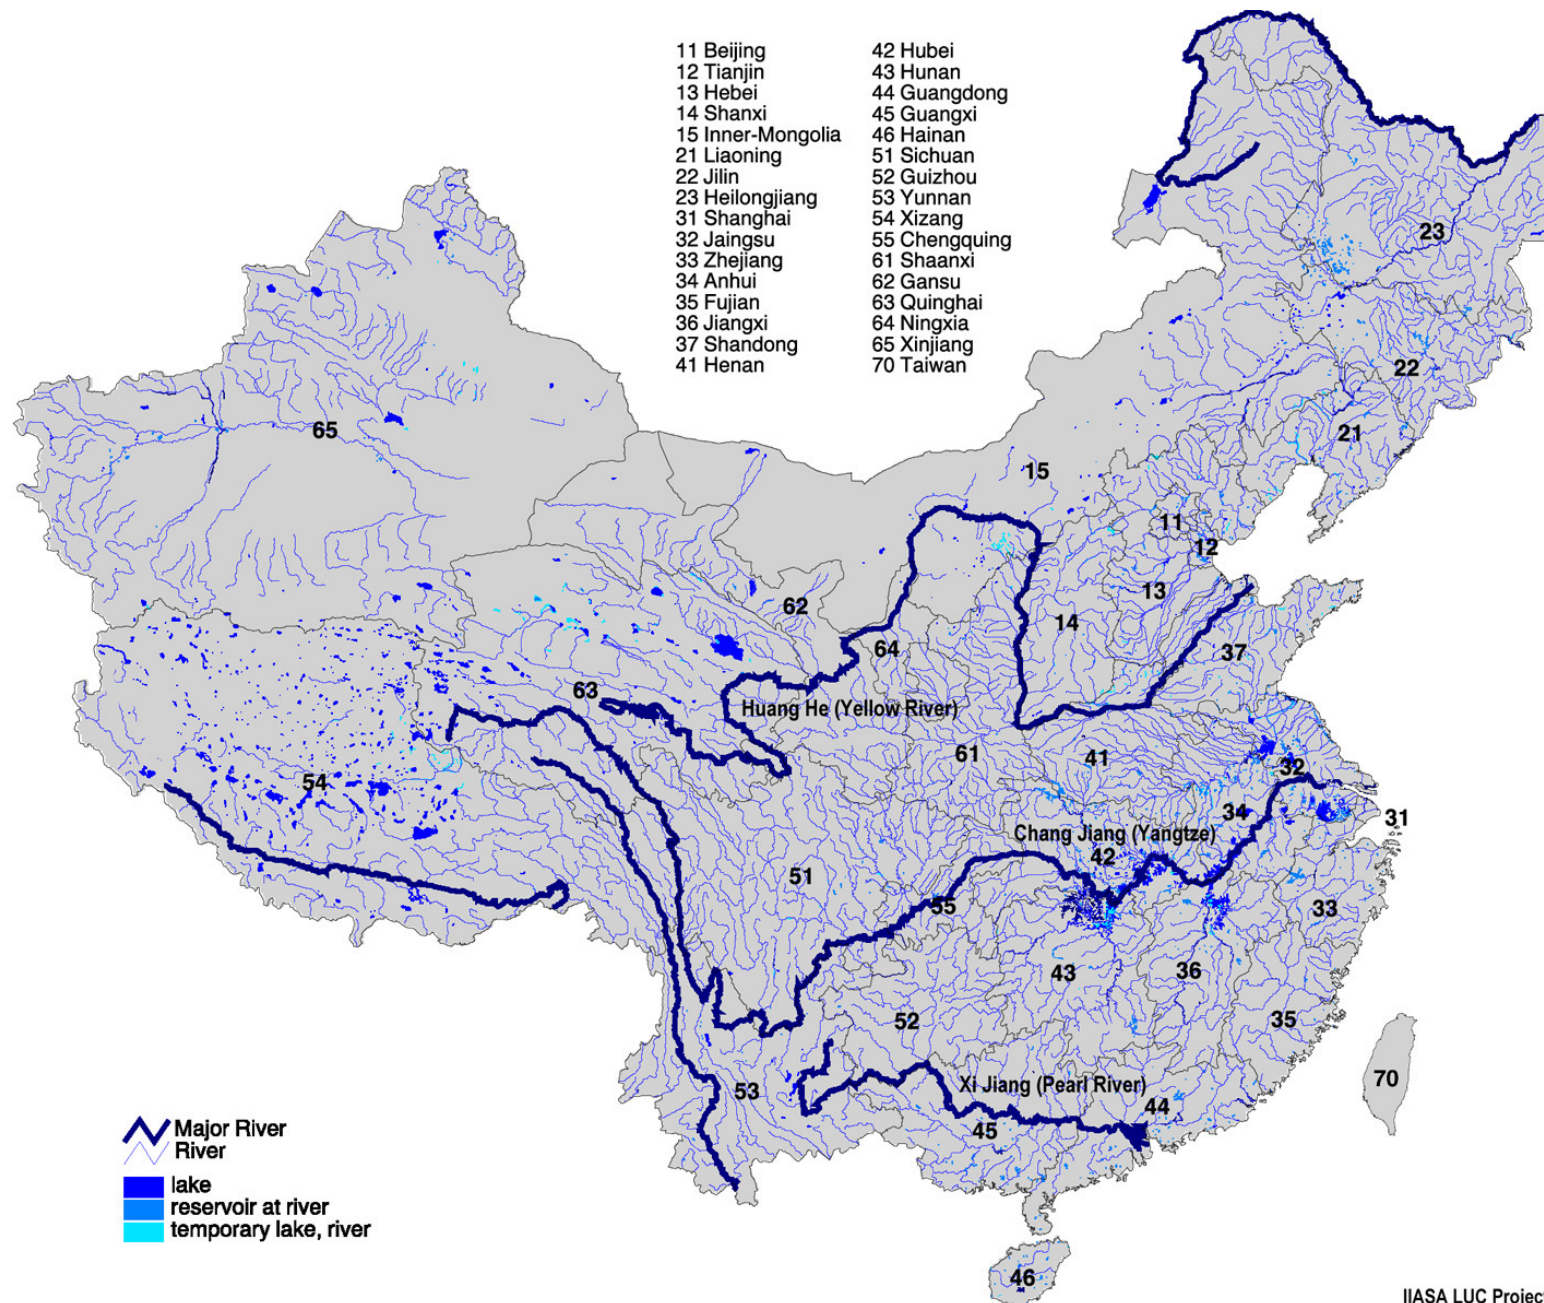 11 Beijing
12 Tianjin
13 Hebei
14 Shanxi
15 Inner-Mongolia
21 Liaoning
22 Jilin
23 Heilongjiang
31 Shanghai
32 Jaingsu
33 Zhejiang
34 Anhui
35 Fujian
36 Jiangxi
37 Shandong
41 Henan
42 Hubei
43 Hunan
44 Guangdong
45 Guangxi
46 Hainan
51 Sichuan
52 Guizhou
53 Yunnan
54 Xizang
55 Chengquing
61 Shaanxi
62 Gansu
63 Quinghai
64 Ningxia
65 Xinjiang
70 Taiwan
23
22
65
21
15
11
12
13
62
14
64
37
63
Huang He (Yellow River)
61
41
32
54
34
31
Chang Jiang (Yangtze)
42
51
55
33
43
36
52
35
70
53
Xi Jiang (Pearl River)
44
45
Major River
River
lake
reservoir at river
temporary lake, river
46
IIASA LUC Project